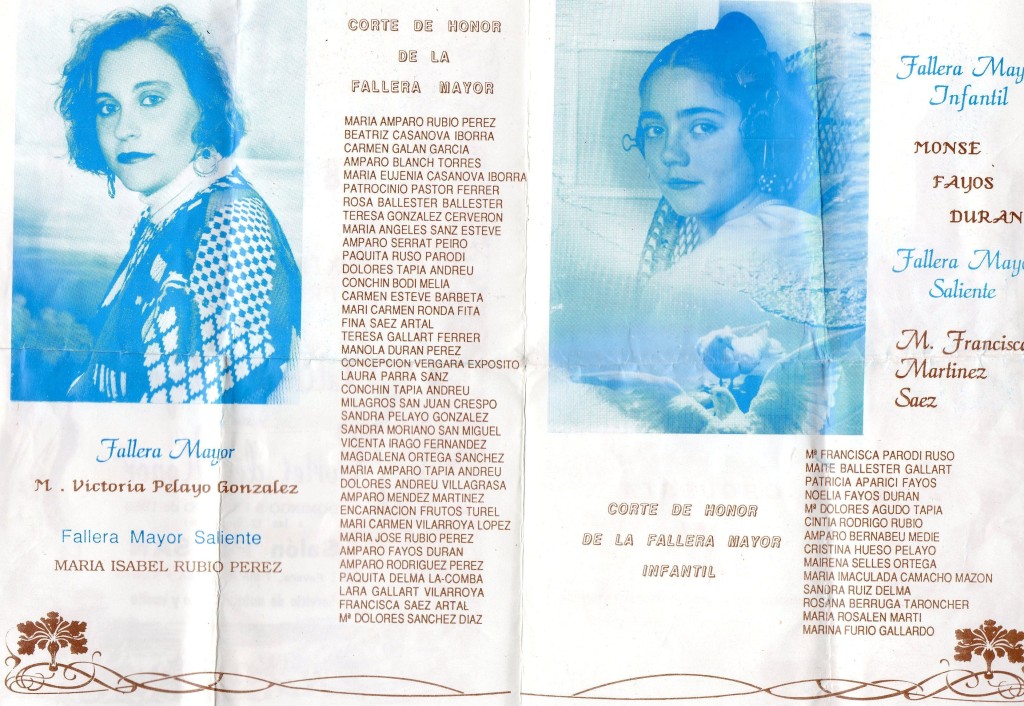 CORTE DE HONOR
DE LA
FALLERA MAYOR
MARIA AMPARO RUBIO PEREZ
BEATRIZ CASANOVA IBORRA
CARMEN GALAN GARCIA
AMPARO BLANCH TORRES
MARIA EUJENIA CASANOVA IBORRA
PATROCINIO PASTOR FERRER
ROSA BALLESTER BALLESTER
TERESA GONZALEZ CERVERON
MARIA ANGELES SANZ ESTEVE
AMPARO SERRAT PEIRO
PAQUITA RUSO PARODI
DOLORES TAPIA ANDREU
CONCHIN BODI MELIA
CARMEN ESTEVE BARBETA
MARI CARMEN RONDA FITA
FINA SAEZ ARTAL
TERESA GALLART FERRER
MANOLA DURAN PEREZ
CONCEPCION VERGARA EXPOSITO
LAURA PARRA SANZ
CONCHIN TAPIA ANDREU
MILAGROS SAN JUAN CRESPO
SANDRA PELAYO GONZALEZ
SANDRA MORIANO SAN MIGUEL
VICENTA IRAGO FERNANDEZ
MAGDALENA ORTEGA SANCHEZ
MARIA AMPARO TAPIA ANDREU
DOLORES ANDREU VILLAGRASA
AMPARO MENDEZ MARTINEZ
ENCARNACION FRUTOS TUREL
MARI CARMEN VILARROYA LOPEZ
MARIA JOSE RUBIO PEREZ
AMPARO FAYOS DURAN
AMPARO RODRIGUEZ PEREZ
PAQUITA DELMA LA-COMBA
LARA GALLART VILARROYA
FRANCISCA SAEZ ARTAL
Mª DOLORES SANCHEZ DIAZ
Fallera Mayor
M . Victoria Pelayo Gonzalez
Fallera Mayor Saliente
MARIA ISABEL RUBIO PEREZ
Fallera May
Infantil
MONSE
FAYOS
DURAN
Fallera Mayo
Saliente
M. Francisca
Martinez
Saez
CORTE DE HONOR
DE LA FALLERA MAYOR
INFANTIL
Mª FRANCISCA PARODI RUSO
MAITE BALLESTER GALLART
PATRICIA APARICI FAYOS
NOELIA FAYOS DURAN
Mª DOLORES AGUDO TAPIA
CINTIA RODRIGO RUBIO
AMPARO BERNABEU MEDIE
CRISTINA HUESO PELAYO
MAIRENA SELLES ORTEGA
MARIA IMACULADA CAMACHO MAZON
SANDRA RUIZ DELMA
ROSANA BERRUGA TARONCHER
MARIA ROSALEN MARTI
MARINA FURIO GALLARDO